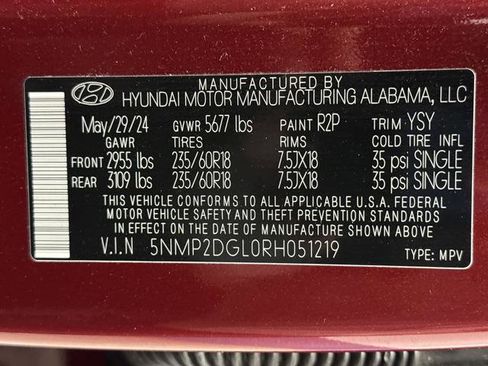 MANUFACTURED BY
HYUNDAI MOTOR MANUFACTURING ALABAMA, LLC
May/29/24 GVWR 5677 lbs PAINT R2P TRIM YSY
GAWR TIRES RIMS COLD TIRE INFL
FRONT 2955 lbs 235/60R18 7.5JX18 35 psi SINGLE
REAR 3109 lbs 235/60R18 7.5JX18 35 psi SINGLE
THIS VEHICLE CONFORMS TO ALL APPLICABLE U.S.A. FEDERAL
MOTOR VEHICLE SAFETY AND THEFT PREVENTION STANDARDS
IN EFFECT ON THE DATE OF MANUFACTURE SHOWN ABOVE.
V.I.N 5NMP2DGL0RH051219 TYPE: MPV